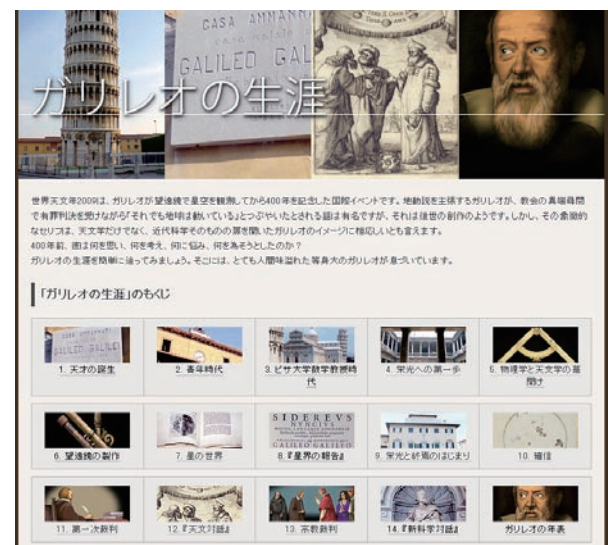 CASA AMMANN
casa natale
GALILEO GAL
ガリレオの生涯
世界天文年2009は、ガリレオが望遠鏡で星空を観測してから400年を記念した国際イベントです。地動説を主張するガリレオが、教会の異端尋問
で有罪判決を受けながら「それでも地球は動いている」とつぶやいたとされる話は有名ですが、それは後世の創作のようです。しかし、その象徴的
なセリフは、天文学だけでなく、近代科学そのものの扉を開いたガリレオのイメージに相応しいとも言えます。
400年前、彼は何を思い、何を考え、何に悩み、何を為そうとしたのか？
ガリレオの生涯を簡単に辿ってみましょう。そこには、とても人間味溢れた等身大のガリレオが息づいています。
「ガリレオの生涯」のもくじ
1. 天才の誕生
2. 青年時代
3. ピサ大学数学教授時
代
4. 栄光への第一歩
5. 物理学と天文学の幕
開け
SIDEREVS
NVNCIVS
GALILEO GALILEO
6. 望遠鏡の製作
7. 星の世界
8. 『星界の報告』
9. 栄光と終焉のはじまり
10. 確信
11. 第一次裁判
12. 『天文対話』
13. 宗教裁判
14. 『新科学対話』
ガリレオの年表